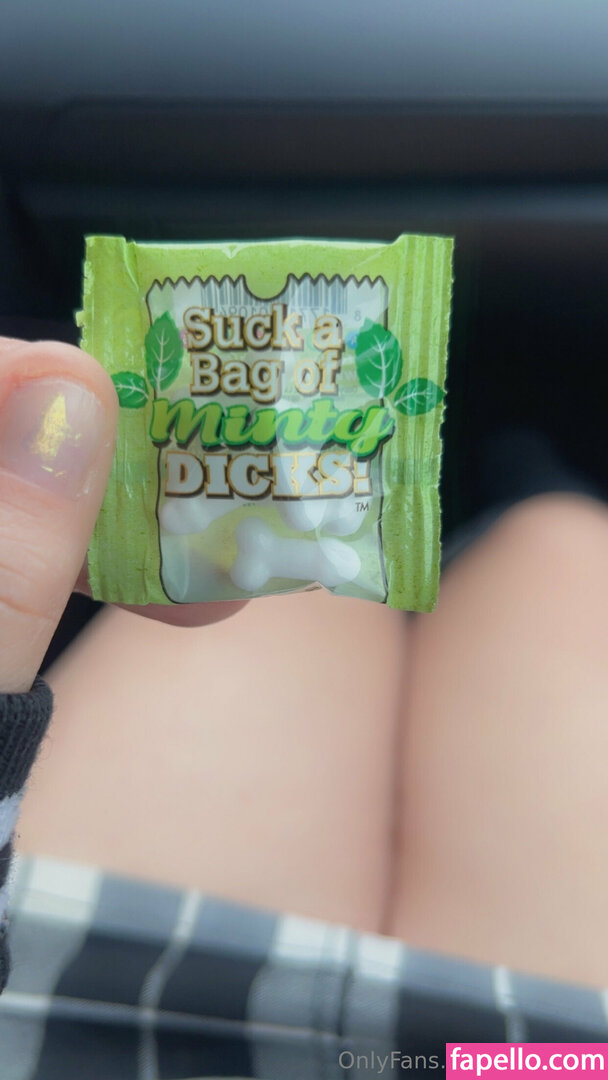 Suck a
Bag of
Minty
DICKS!
TM
OnlyFans.
fapello.com